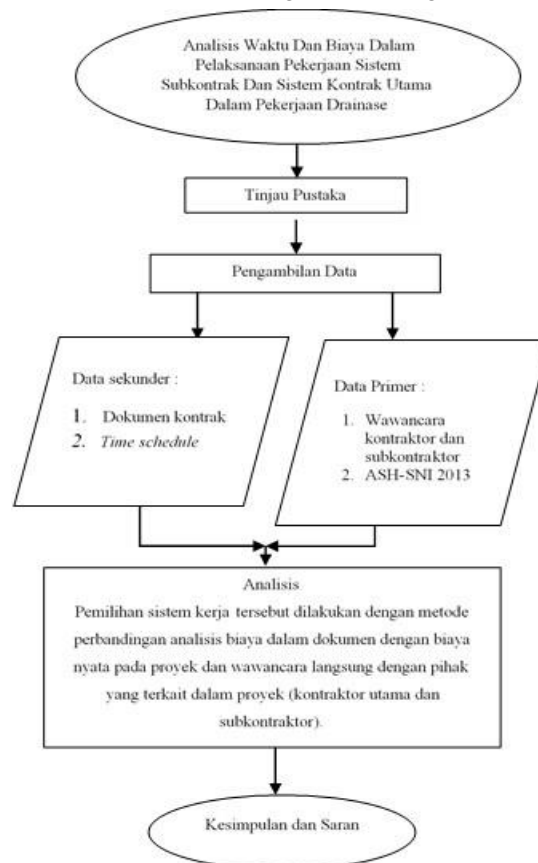 Analisis Waktu Dan Biaya Dalam
Pelaksanaan Pekerjaan Sistem
Subkontrak Dan Sistem Kontrak Utama
Dalam Pekerjaan Drainase
Tinjau Pustaka
Pengambilan Data
Data sekunder :
1. Dokumen kontrak
2. Time schedule
Data Primer :
1. Wawancara
kontraktor dan
subkontraktor
2. ASH-SNI 2013
Analisis
Pemilihan sistem kerja tersebut dilakukan dengan metode
perbandingan analisis biaya dalam dokumen dengan biaya
nyata pada proyek dan wawancara langsung dengan pihak
yang terkait dalam proyek (kontraktor utama dan
subkontraktor).
Kesimpulan dan Saran